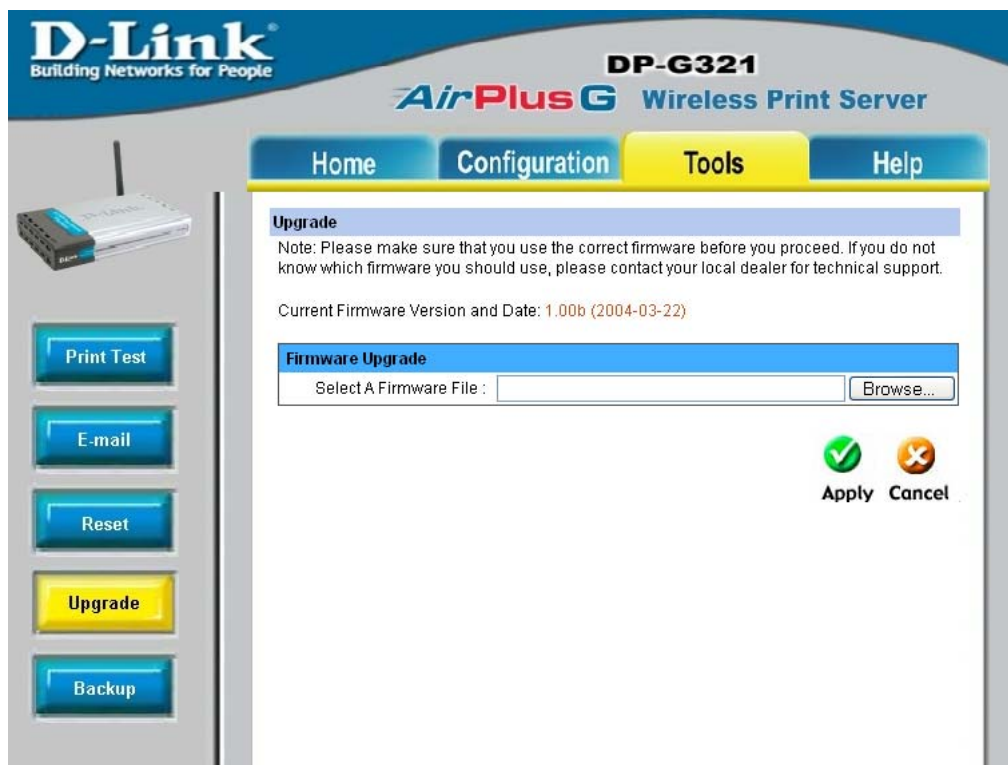 D-Link
Building Networks for People
DP-G321
AirPlus G Wireless Print Server
Home Configuration Tools Help
D-Link
Print Test
E-mail
Reset
Upgrade
Backup
Upgrade
Note: Please make sure that you use the correct firmware before you proceed. If you do not
know which firmware you should use, please contact your local dealer for technical support.
Current Firmware Version and Date: 1.00b (2004-03-22)
Firmware Upgrade
Select A Firmware File : Browse...
Apply Cancel